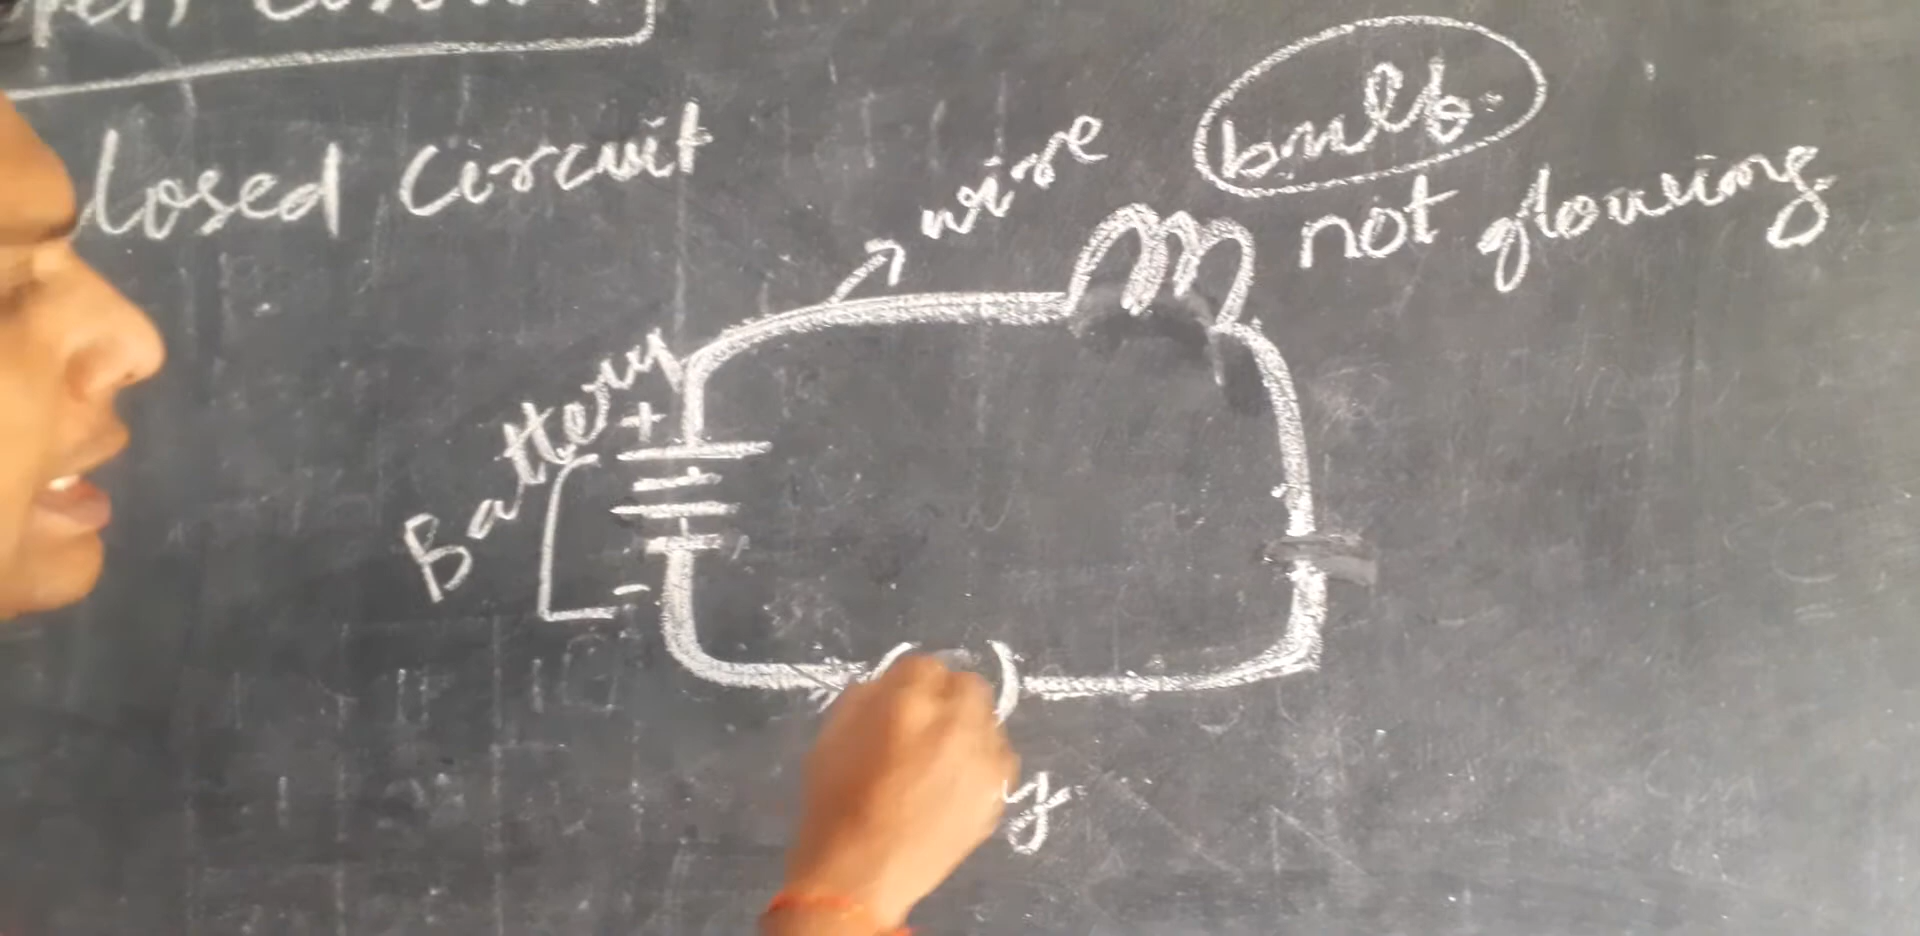 losed Circuit
wire
bulb
not glowing
Battery
+
-
y